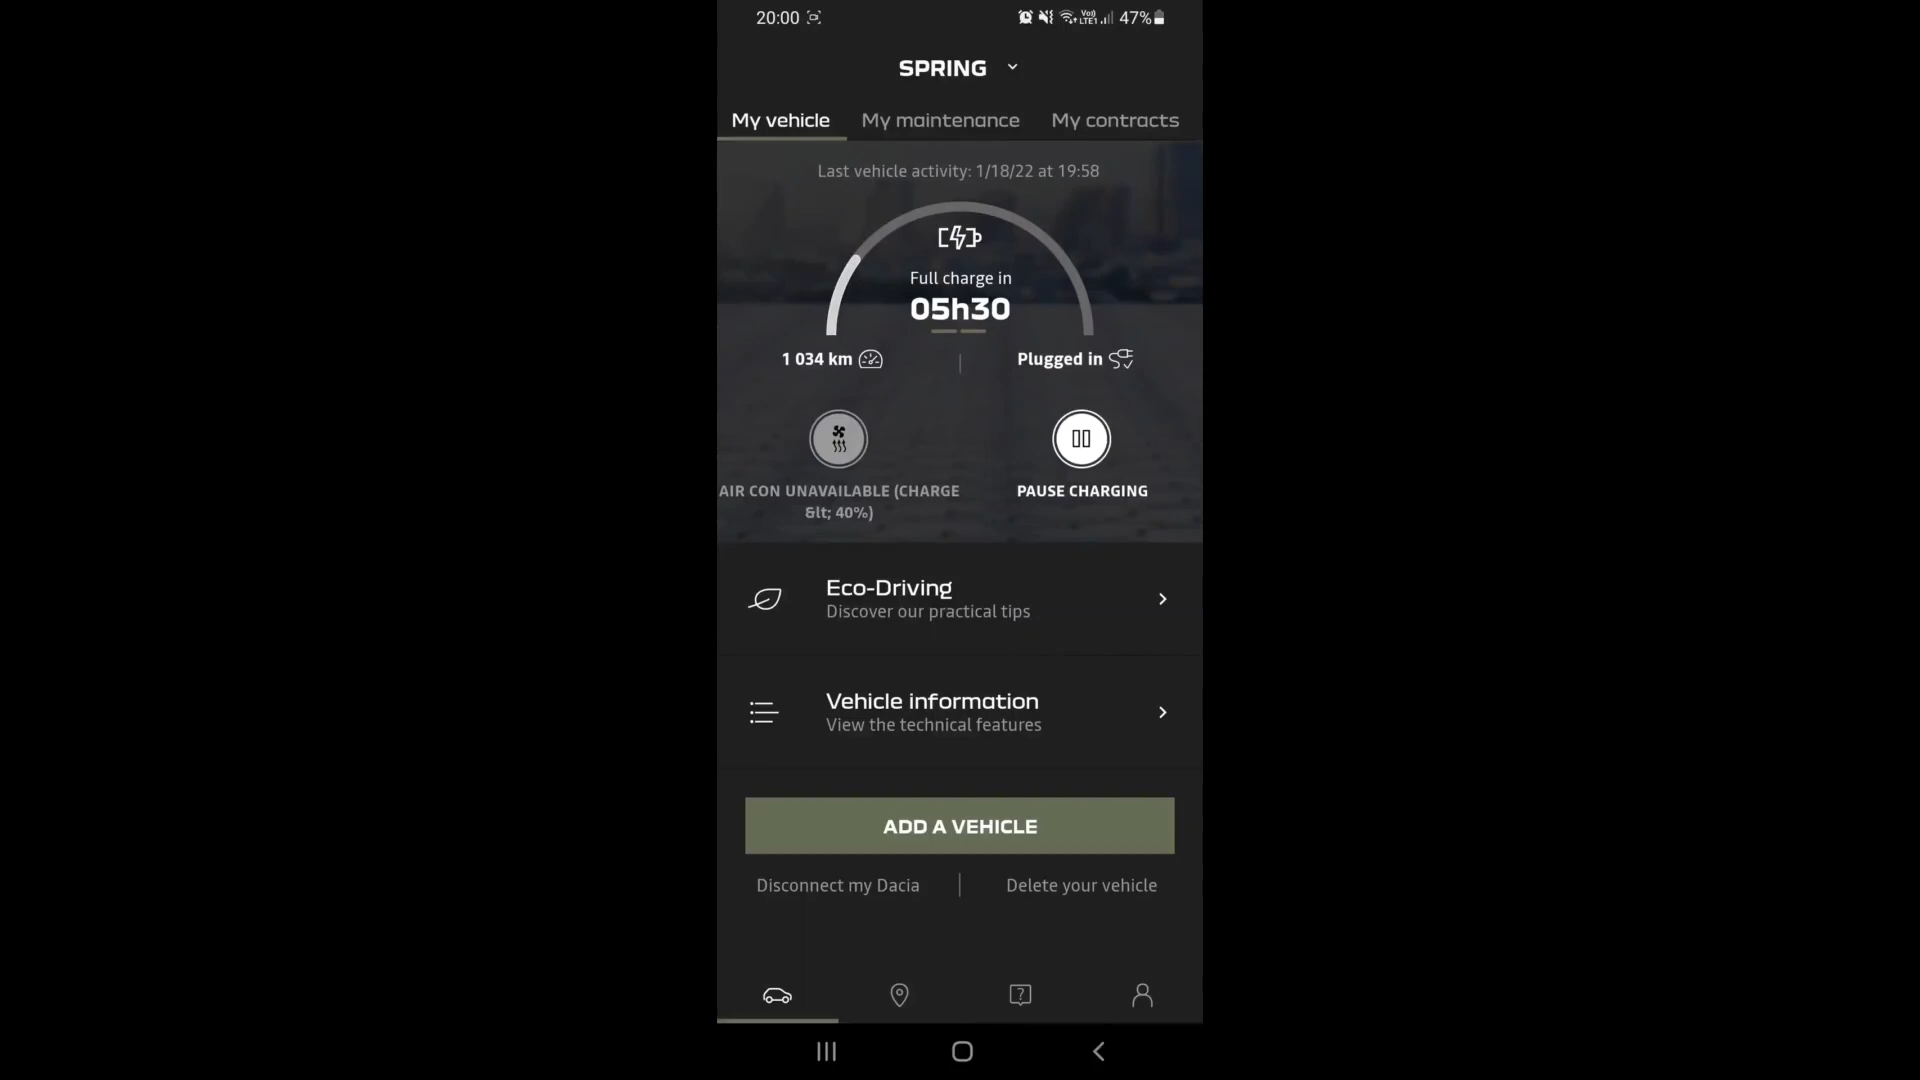 20:00
Vo)) LTE1 47%
SPRING
My vehicle My maintenance My contracts
Last vehicle activity: 1/18/22 at 19:58
Full charge in
05h30
1 034 km
Plugged in
AIR CON UNAVAILABLE (CHARGE
&lt; 40%)
PAUSE CHARGING
Eco-Driving
Discover our practical tips
Vehicle information
View the technical features
ADD A VEHICLE
Disconnect my Dacia
Delete your vehicle
?